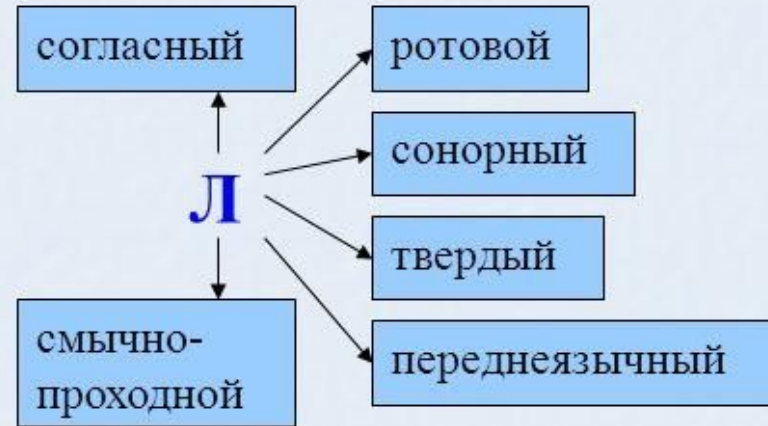 согласный
ротовой
сонорный
Л
твердый
смычно-
проходной
переднеязычный